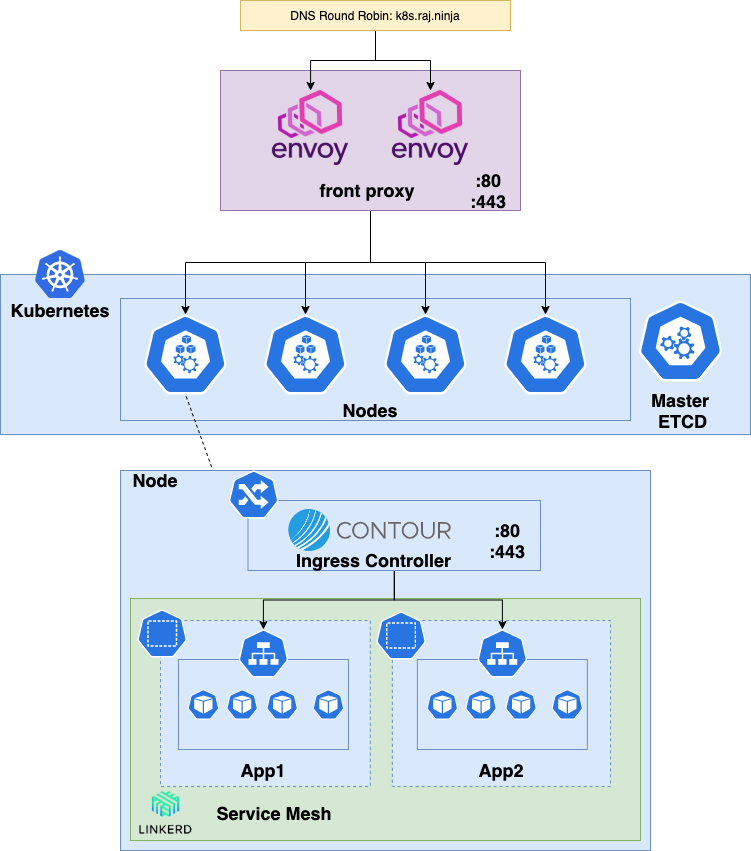 DNS Round Robin: k8s.raj.ninja
envoy
envoy
front proxy
:80
:443
Kubernetes
Nodes
Master
ETCD
Node
CONTOUR
Ingress Controller
:80
:443
App1
App2
LINKERD
Service Mesh